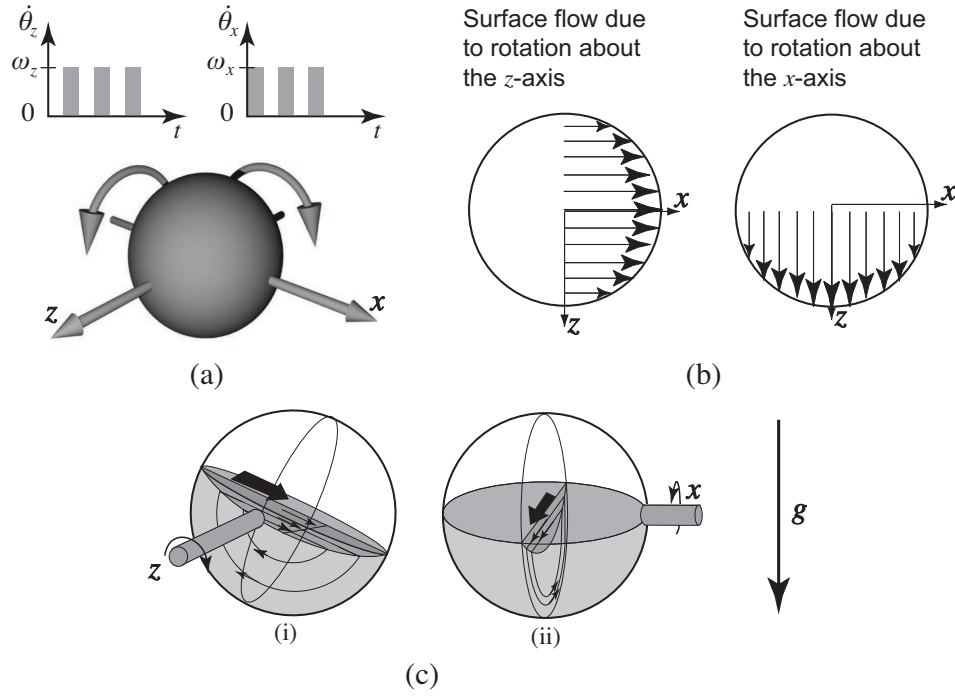 θ̇z
ωz
0
t
θ̇x
ωx
0
t
z
x
(a)
Surface flow due
to rotation about
the z-axis
x
z
Surface flow due
to rotation about
the x-axis
x
z
(b)
z
(i)
x
(ii)
g
(c)